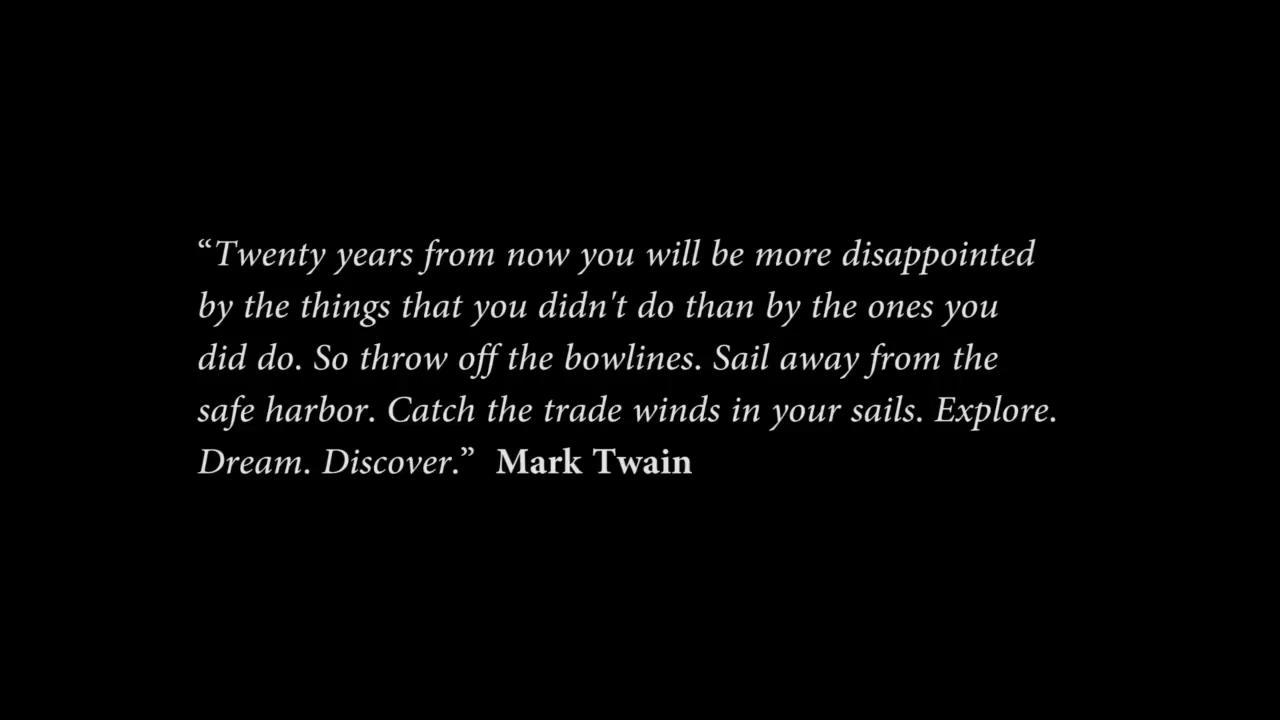 “Twenty years from now you will be more disappointed
by the things that you didn't do than by the ones you
did do. So throw off the bowlines. Sail away from the
safe harbor. Catch the trade winds in your sails. Explore.
Dream. Discover.” Mark Twain